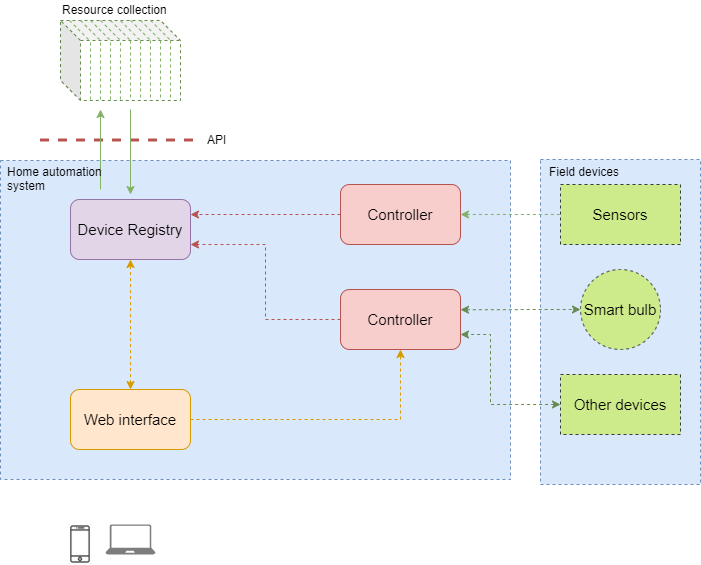 Resource collection
API
Home automation
system
Field devices
Device Registry
Controller
Sensors
Controller
Smart bulb
Web interface
Other devices